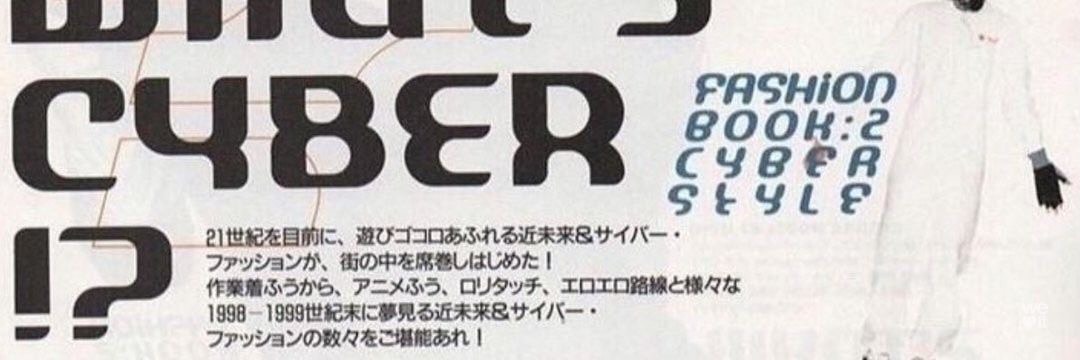 WHAT'S
CYBER
!?
FASHION
BOOK:2
CYBER
STYLE
21世紀を目前に、遊びゴコロあふれる近未来&サイバー・
ファッションが、街の中を席巻しはじめた!
作業着ふうから、アニメふう、ロリタッチ、エロエロ路線と様々な
1998-1999世紀末に夢見る近未来&サイバー・
ファッションの数々をご堪能あれ!